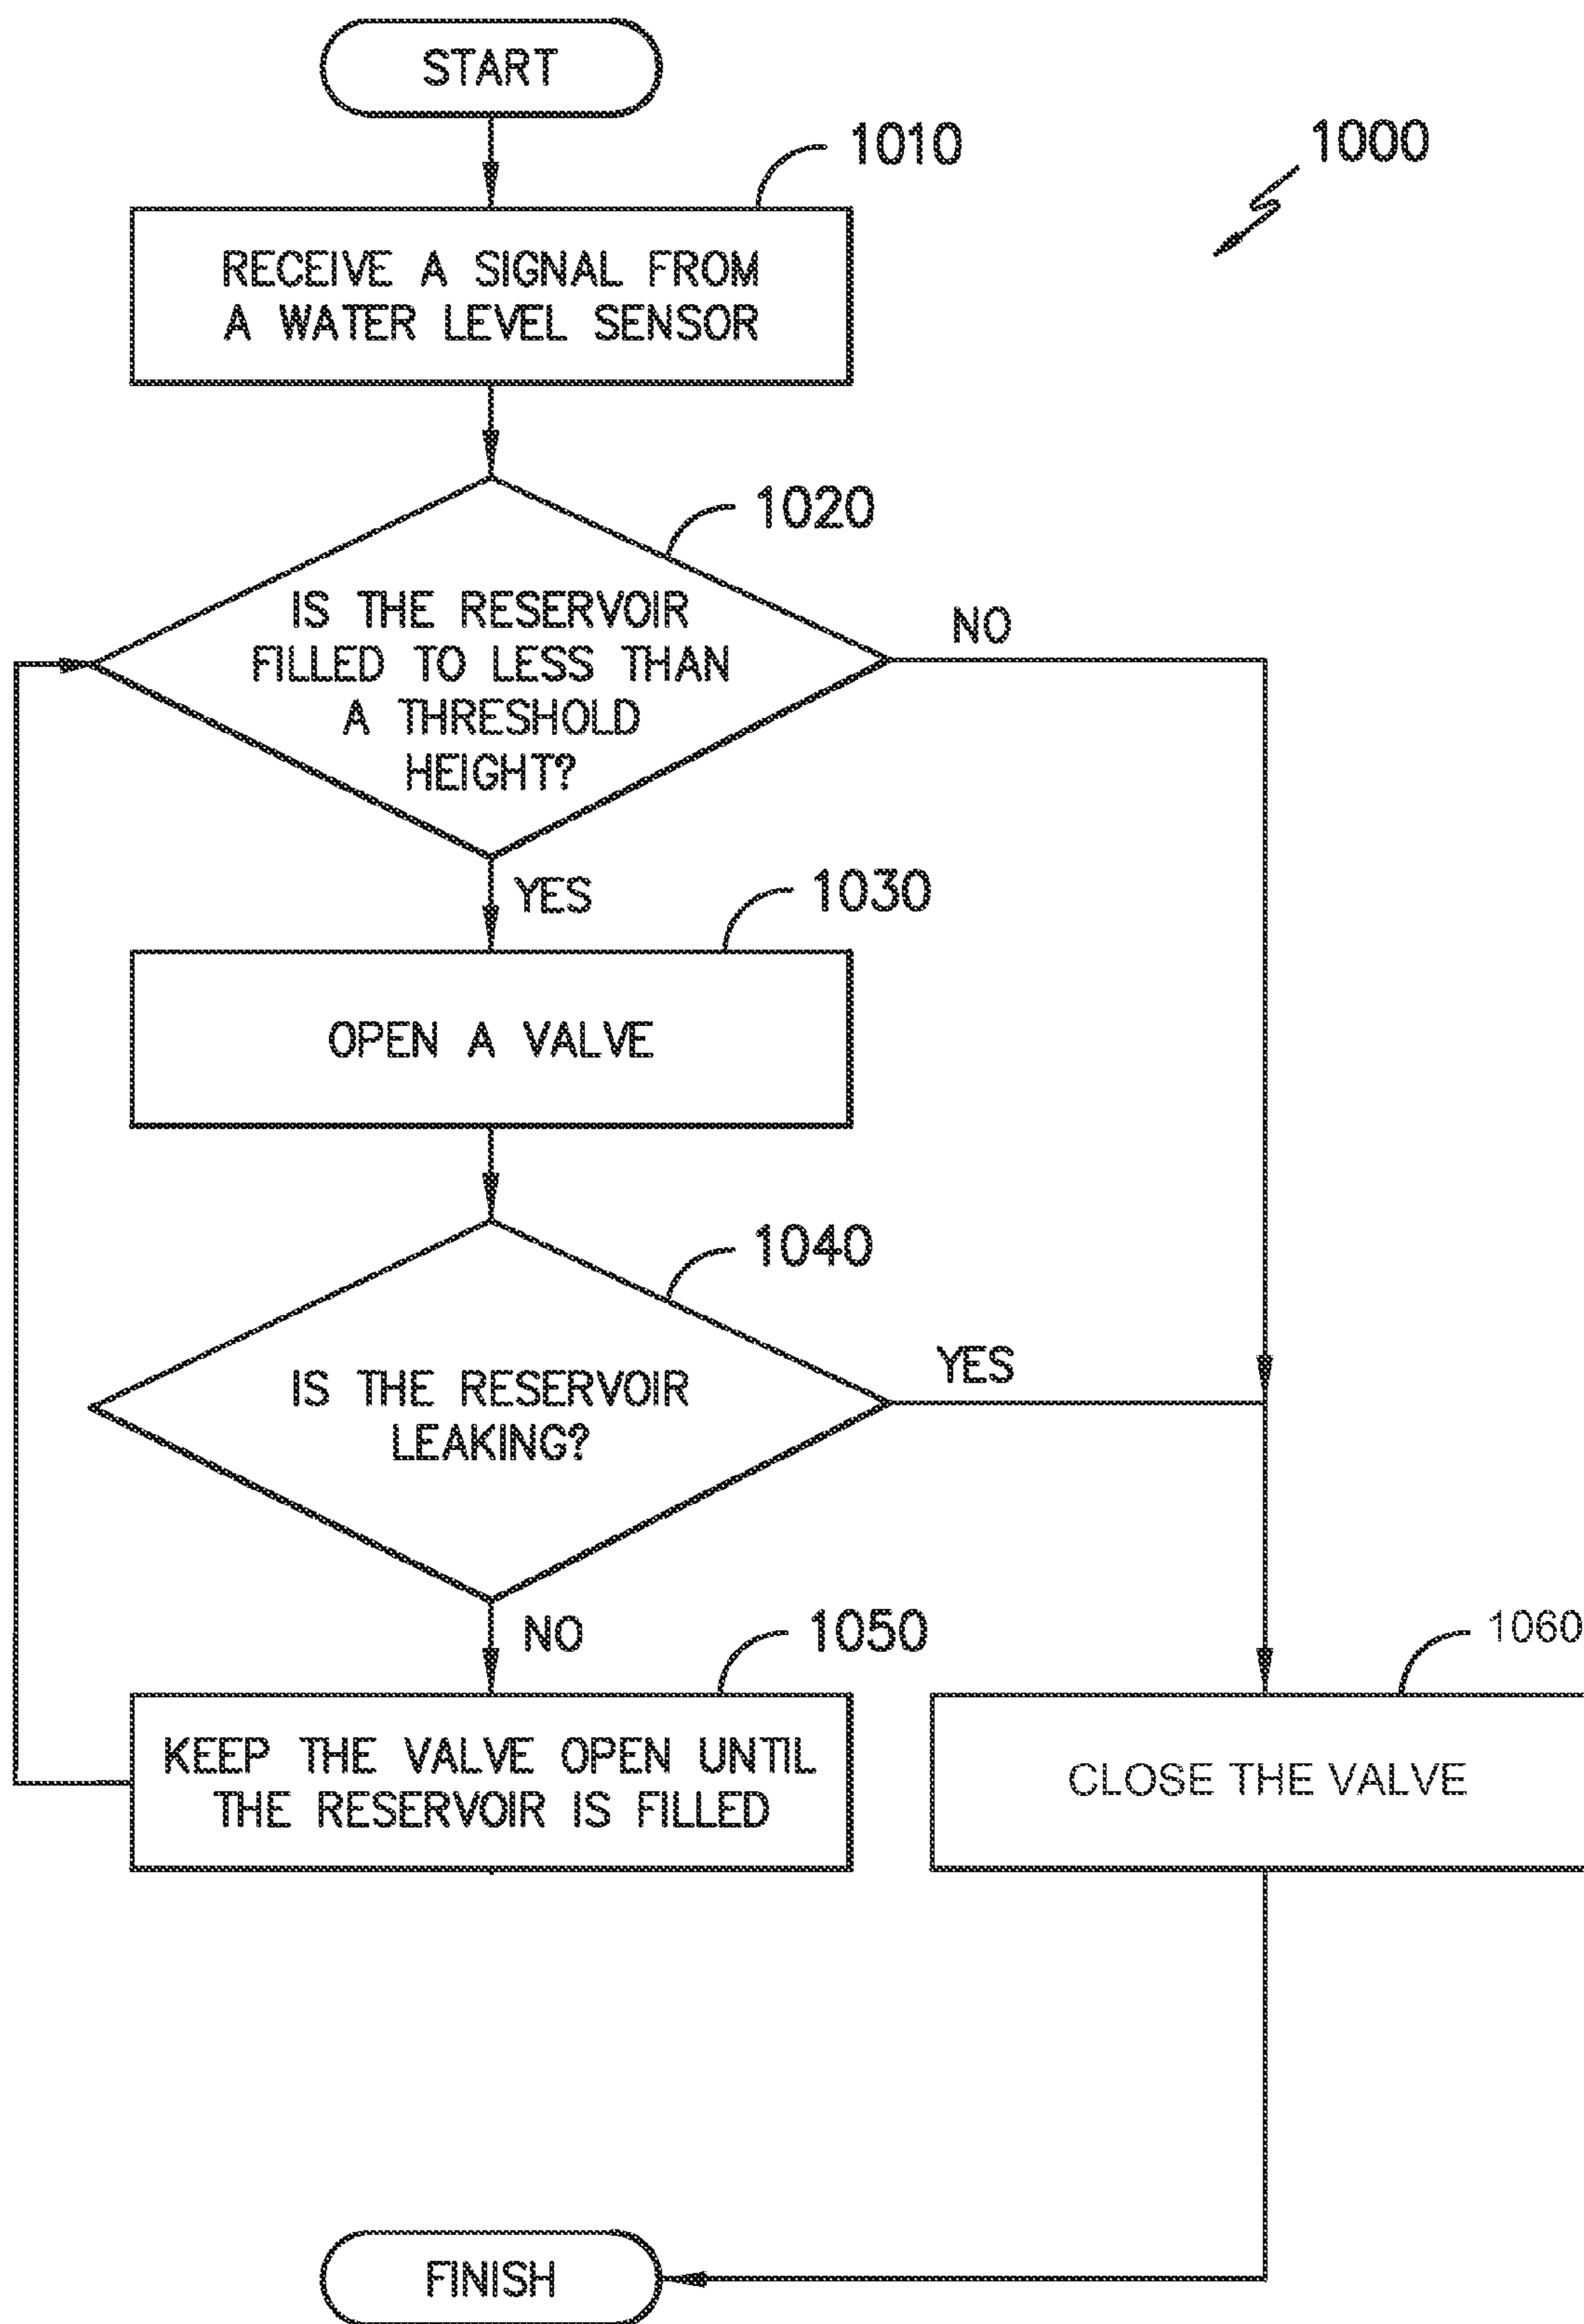 START
1010
1000
RECEIVE A SIGNAL FROM
A WATER LEVEL SENSOR
1020
IS THE RESERVOIR
FILLED TO LESS THAN
A THRESHOLD
HEIGHT?
NO
YES
1030
OPEN A VALVE
1040
IS THE RESERVOIR
LEAKING?
YES
NO
1050
1060
KEEP THE VALVE OPEN UNTIL
THE RESERVOIR IS FILLED
CLOSE THE VALVE
FINISH